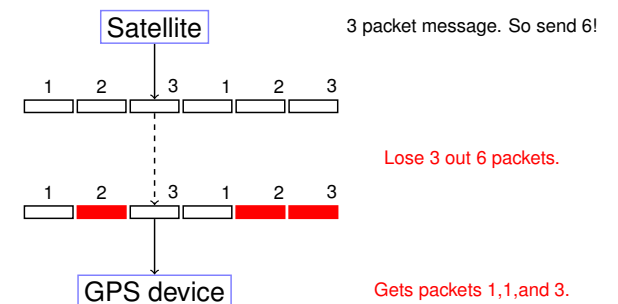 Satellite
3 packet message. So send 6!
1 2 3 1 2 3
Lose 3 out 6 packets.
1 2 3 1 2 3
GPS device
Gets packets 1,1,and 3.